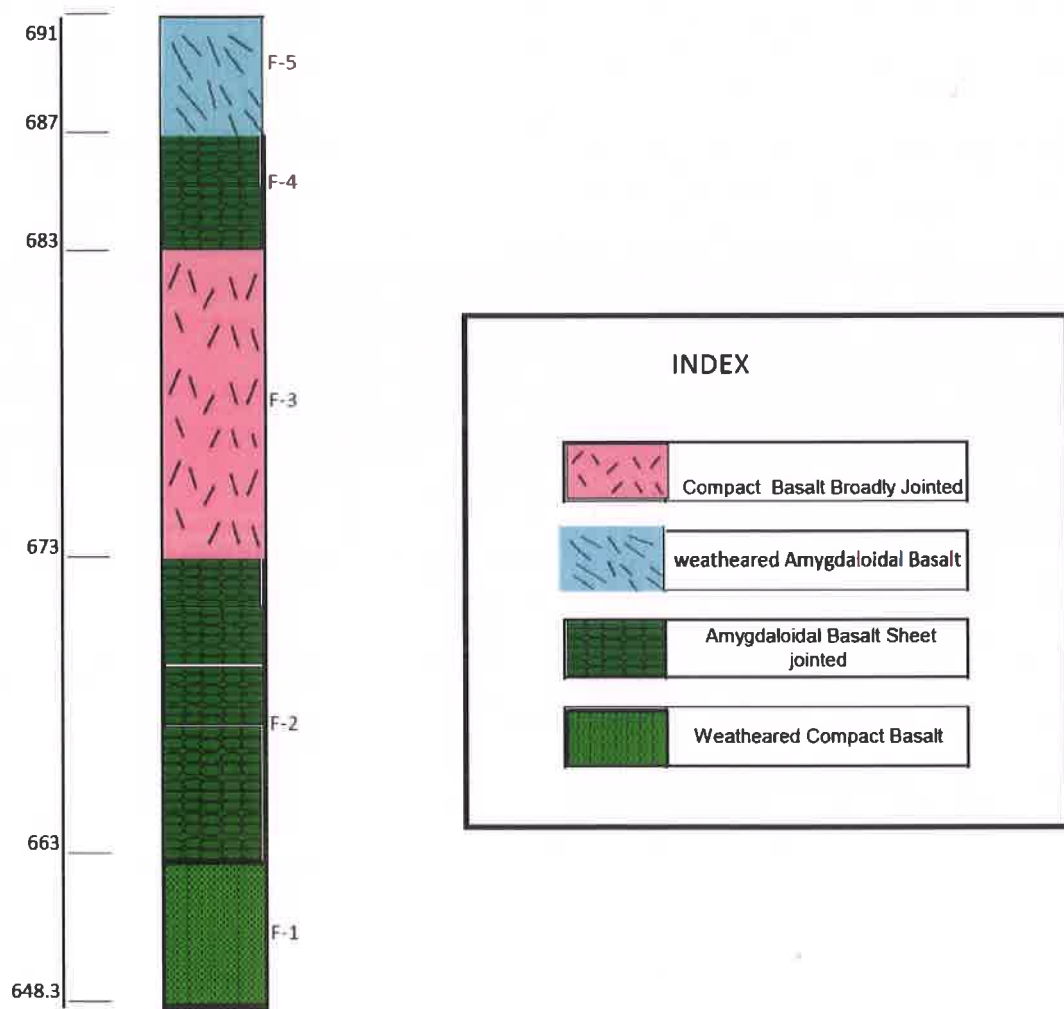 691
F-5
687
F-4
683
F-3
673
F-2
663
F-1
648.3
INDEX
Compact Basalt Broadly Jointed
weatheared Amygdaloidal Basalt
Amygdaloidal Basalt Sheet
jointed
Weatheared Compact Basalt